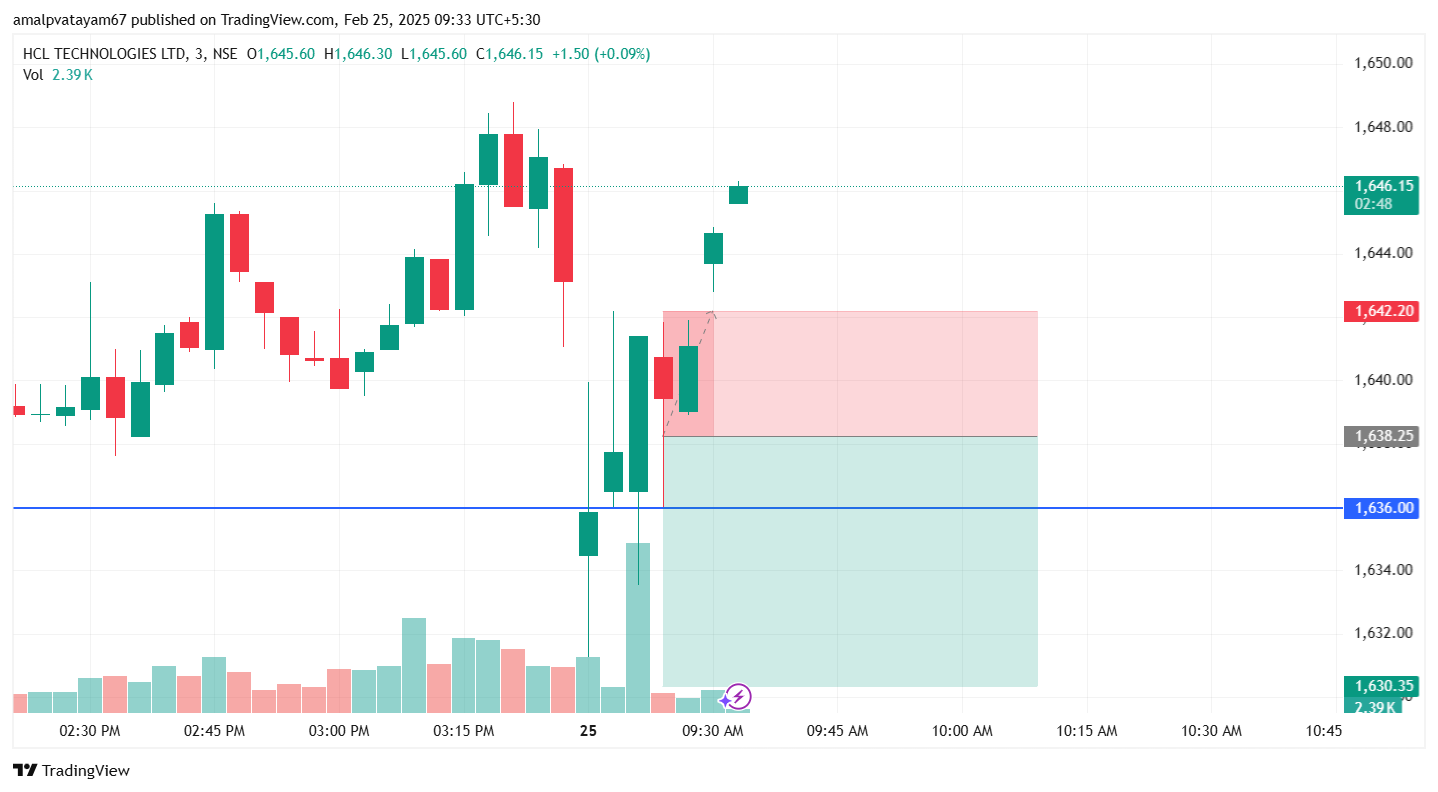 amalpvatayam67 published on TradingView.com, Feb 25, 2025 09:33 UTC+5:30
HCL TECHNOLOGIES LTD, 3, NSE O1,645.60 H1,646.30 L1,645.60 C1,646.15 +1.50 (+0.09%)
Vol 2.39 K
1,650.00
1,648.00
1,646.15
02:48
1,644.00
1,642.20
1,640.00
1,638.25
1,636.00
1,634.00
1,632.00
1,630.35
2.39 K
02:30 PM 02:45 PM 03:00 PM 03:15 PM 25 09:30 AM 09:45 AM 10:00 AM 10:15 AM 10:30 AM 10:45
TradingView